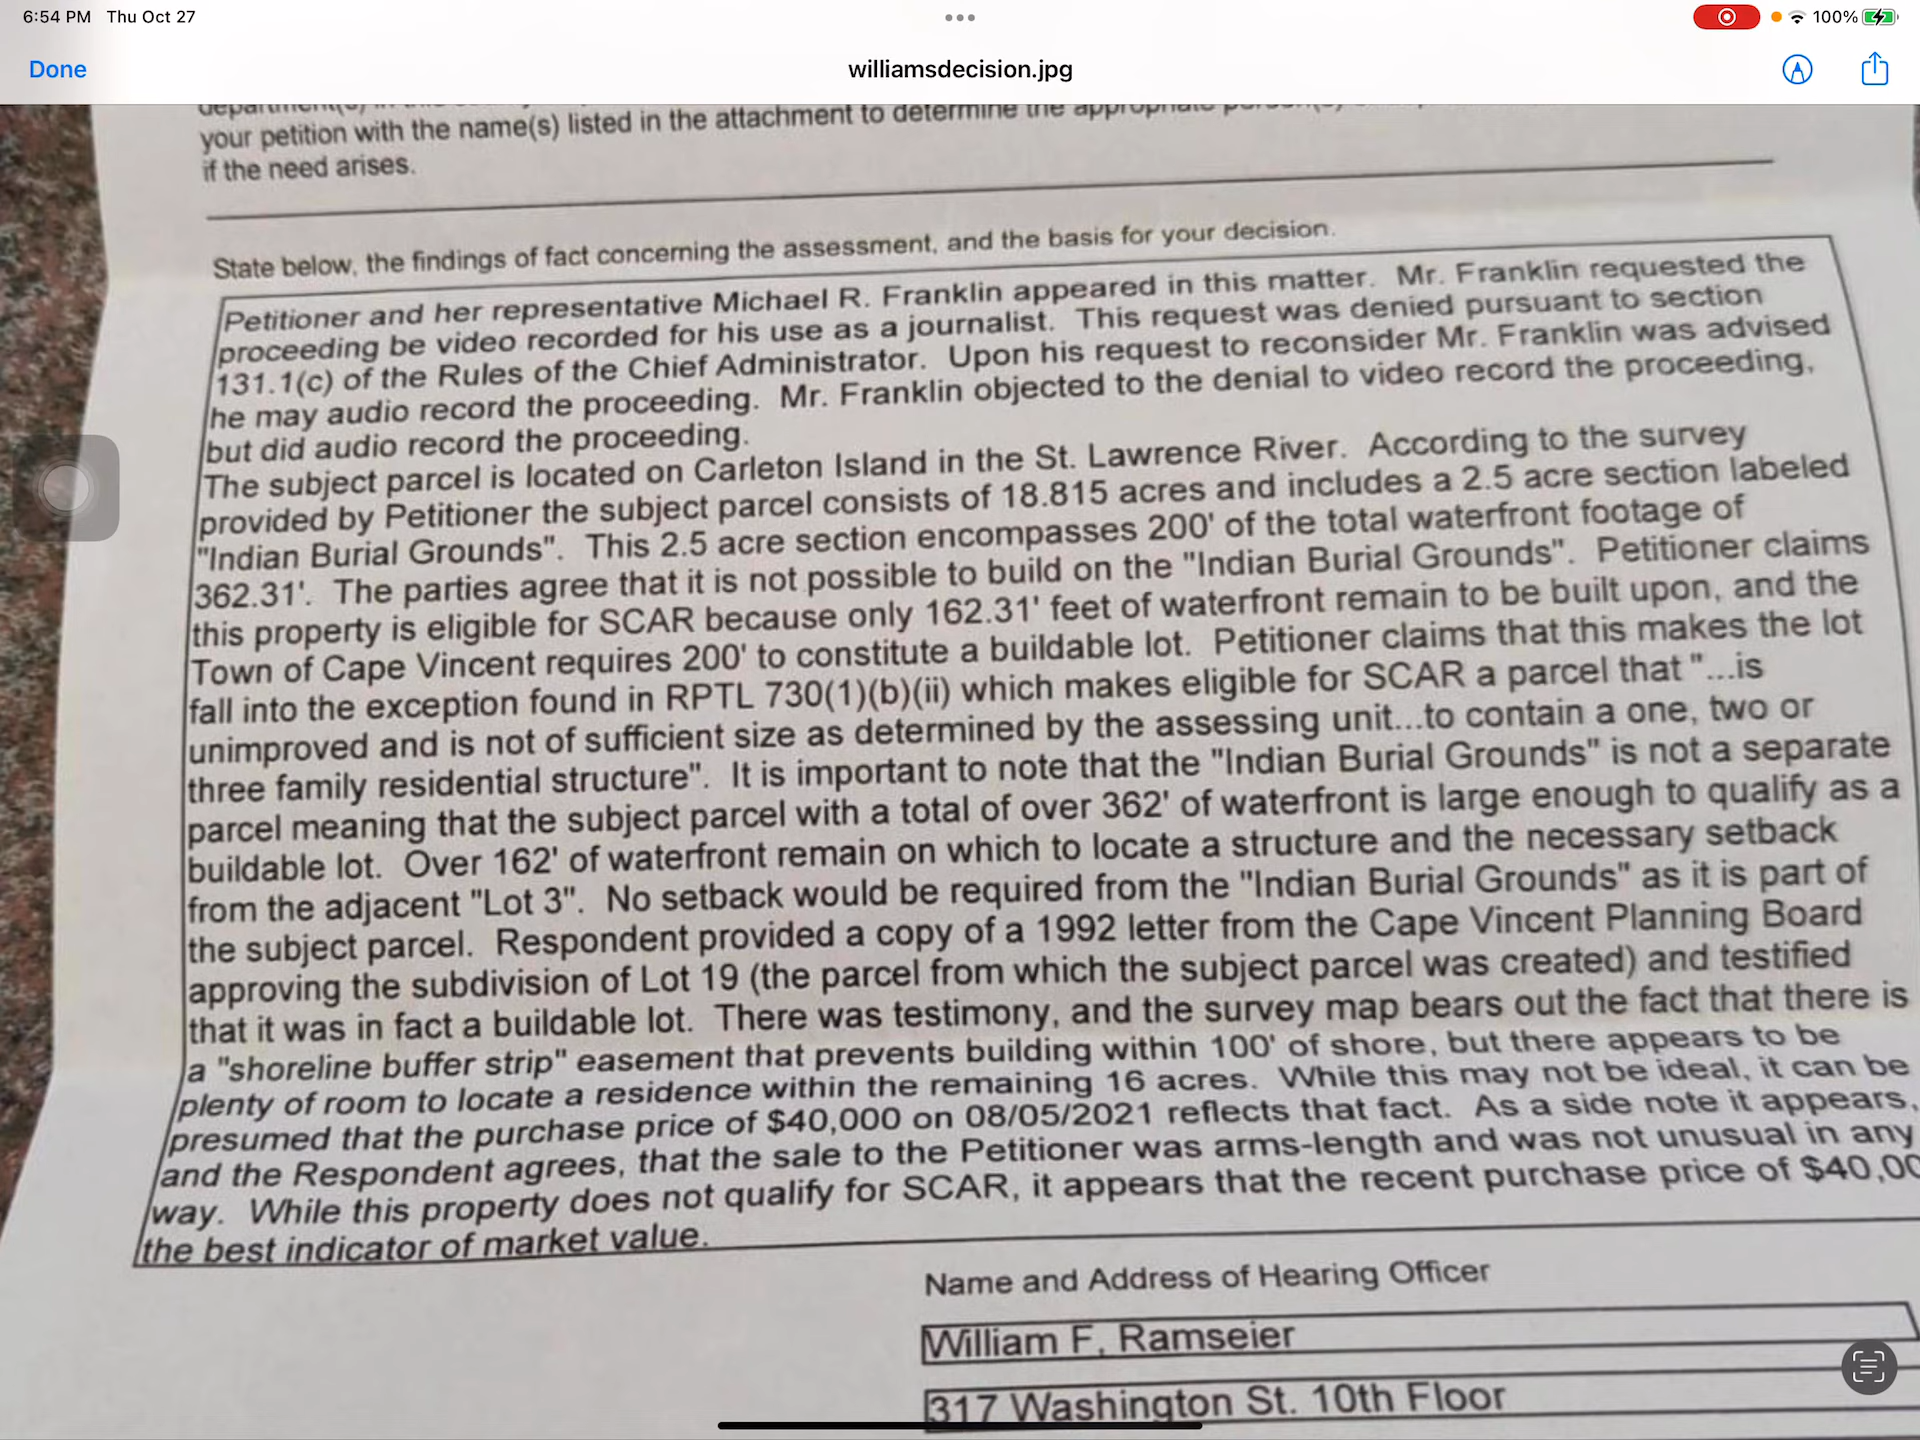 6:54 PM Thu Oct 27
100%
Done
williamsdecision.jpg
your petition with the name(s) listed in the attachment to determine the appropriate
if the need arises.
State below, the findings of fact concerning the assessment, and the basis for your decision.
Petitioner and her representative Michael R. Franklin appeared in this matter. Mr. Franklin requested the
proceeding be video recorded for his use as a journalist. This request was denied pursuant to section
131.1(c) of the Rules of the Chief Administrator. Upon his request to reconsider Mr. Franklin was advised
he may audio record the proceeding. Mr. Franklin objected to the denial to video record the proceeding,
but did audio record the proceeding.
The subject parcel is located on Carleton Island in the St. Lawrence River. According to the survey
provided by Petitioner the subject parcel consists of 18.815 acres and includes a 2.5 acre section labeled
"Indian Burial Grounds". This 2.5 acre section encompasses 200' of the total waterfront footage of
362.31'. The parties agree that it is not possible to build on the "Indian Burial Grounds". Petitioner claims
this property is eligible for SCAR because only 162.31' feet of waterfront remain to be built upon, and the
Town of Cape Vincent requires 200' to constitute a buildable lot. Petitioner claims that this makes the lot
fall into the exception found in RPTL 730(1)(b)(ii) which makes eligible for SCAR a parcel that "...is
unimproved and is not of sufficient size as determined by the assessing unit...to contain a one, two or
three family residential structure". It is important to note that the "Indian Burial Grounds" is not a separate
parcel meaning that the subject parcel with a total of over 362' of waterfront is large enough to qualify as a
buildable lot. Over 162' of waterfront remain on which to locate a structure and the necessary setback
from the adjacent "Lot 3". No setback would be required from the "Indian Burial Grounds" as it is part of
the subject parcel. Respondent provided a copy of a 1992 letter from the Cape Vincent Planning Board
approving the subdivision of Lot 19 (the parcel from which the subject parcel was created) and testified
that it was in fact a buildable lot. There was testimony, and the survey map bears out the fact that there is
a "shoreline buffer strip" easement that prevents building within 100' of shore, but there appears to be
plenty of room to locate a residence within the remaining 16 acres. While this may not be ideal, it can be
presumed that the purchase price of $40,000 on 08/05/2021 reflects that fact. As a side note it appears,
and the Respondent agrees, that the sale to the Petitioner was arms-length and was not unusual in any
way. While this property does not qualify for SCAR, it appears that the recent purchase price of $40,00
the best indicator of market value.
Name and Address of Hearing Officer
William F. Ramseier
317 Washington St. 10th Floor